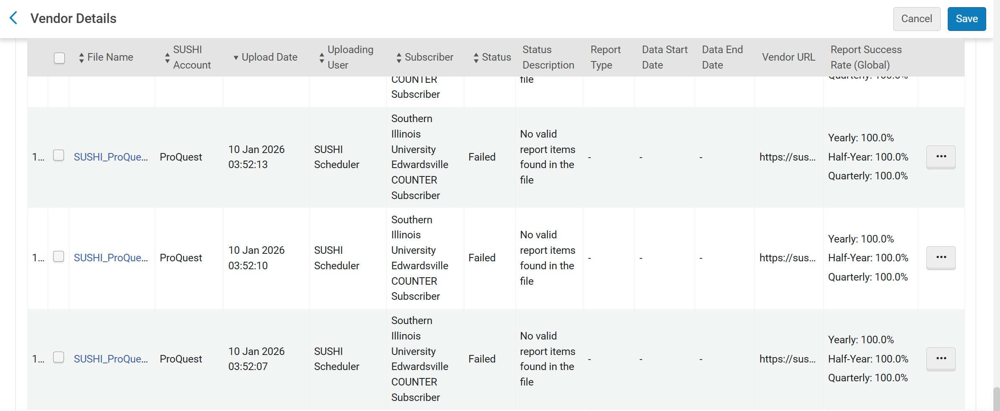 Vendor Details
Cancel
Save
File Name
SUSHI
Account
Upload Date
Uploading
User
Subscriber
Status
Status
Description
Report
Type
Data Start
Date
Data End
Date
Vendor URL
Report Success
Rate (Global)
COUNTER
Subscriber
file
Quarterly: 100.0%
1...
SUSHI_ProQue...
ProQuest
10 Jan 2026
03:52:13
SUSHI
Scheduler
Southern
Illinois
University
Edwardsville
COUNTER
Subscriber
Failed
No valid
report items
found in the
file
-
-
-
https://sus...
Yearly: 100.0%
Half-Year: 100.0%
Quarterly: 100.0%
1...
SUSHI_ProQue...
ProQuest
10 Jan 2026
03:52:10
SUSHI
Scheduler
Southern
Illinois
University
Edwardsville
COUNTER
Subscriber
Failed
No valid
report items
found in the
file
-
-
-
https://sus...
Yearly: 100.0%
Half-Year: 100.0%
Quarterly: 100.0%
1...
SUSHI_ProQue...
ProQuest
10 Jan 2026
03:52:07
SUSHI
Scheduler
Southern
Illinois
University
Edwardsville
COUNTER
Subscriber
Failed
No valid
report items
found in the
file
-
-
-
https://sus...
Yearly: 100.0%
Half-Year: 100.0%
Quarterly: 100.0%